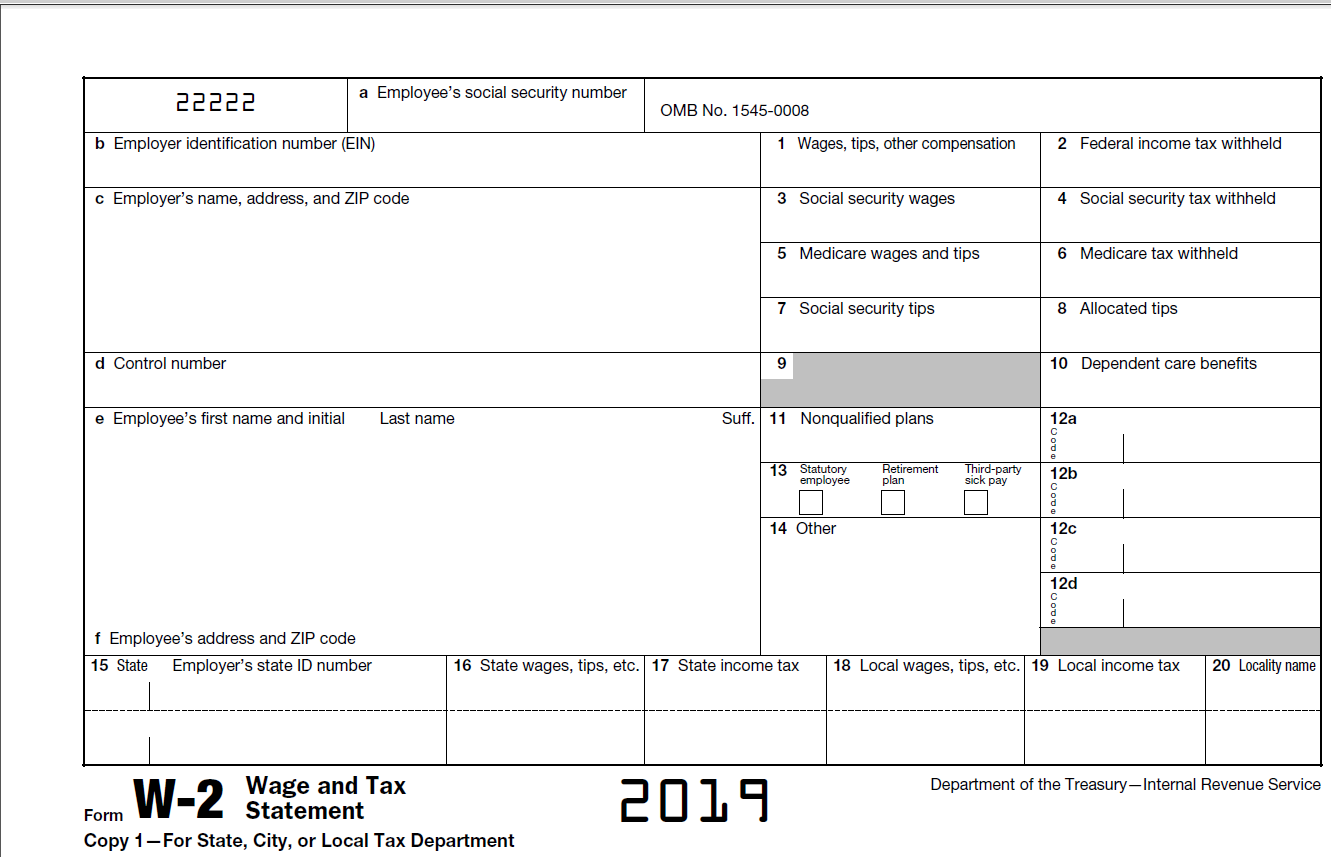 22222
a Employee's social security number
OMB No. 1545-0008
b Employer identification number (EIN)
1 Wages, tips, other compensation
2 Federal income tax withheld
c Employer's name, address, and ZIP code
3 Social security wages
4 Social security tax withheld
5 Medicare wages and tips
6 Medicare tax withheld
7 Social security tips
8 Allocated tips
d Control number
9
10 Dependent care benefits
e Employee's first name and initial
Last name
Suff.
11 Nonqualified plans
12a
Code
13 Statutory employee
Retirement plan
Third-party sick pay
12b
Code
14 Other
12c
Code
12d
Code
f Employee's address and ZIP code
15 State
Employer's state ID number
16 State wages, tips, etc.
17 State income tax
18 Local wages, tips, etc.
19 Local income tax
20 Locality name
Form W-2 Wage and Tax
Statement
2019
Department of the Treasury—Internal Revenue Service
Copy 1—For State, City, or Local Tax Department